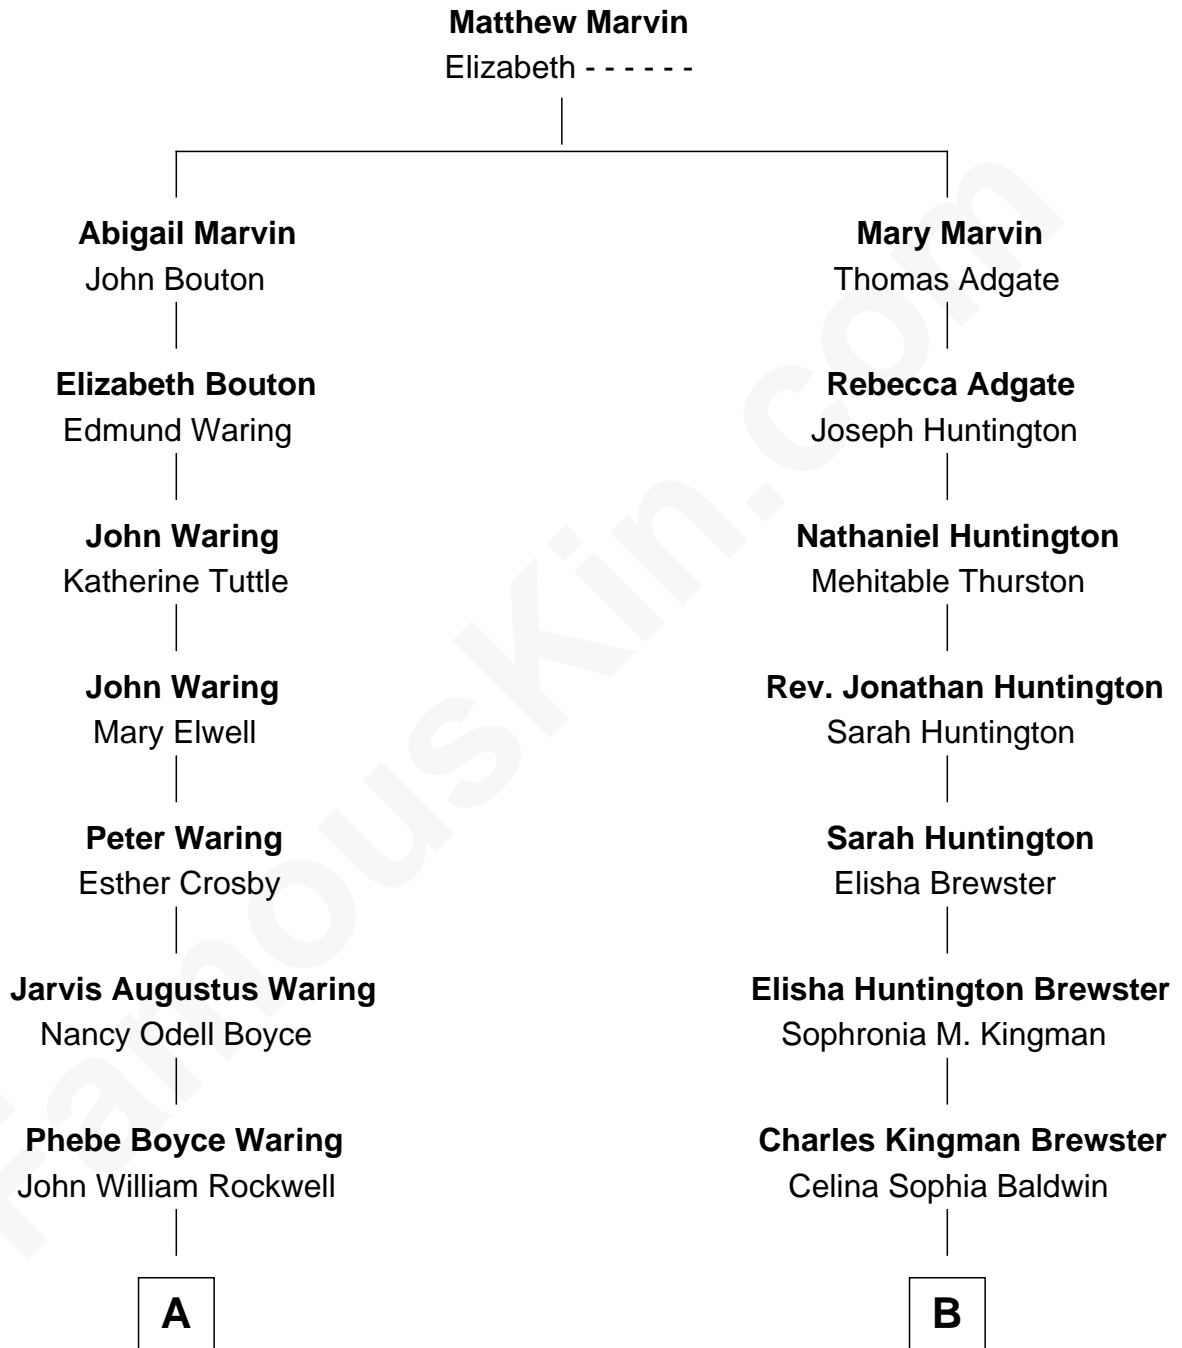 Matthew Marvin
Elizabeth - - - - - -
Abigail Marvin
John Bouton
Mary Marvin
Thomas Adgate
Elizabeth Bouton
Edmund Waring
Rebecca Adgate
Joseph Huntington
John Waring
Katherine Tuttle
Nathaniel Huntington
Mehitable Thurston
John Waring
Mary Elwell
Rev. Jonathan Huntington
Sarah Huntington
Peter Waring
Esther Crosby
Sarah Huntington
Elisha Brewster
Jarvis Augustus Waring
Nancy Odell Boyce
Elisha Huntington Brewster
Sophronia M. Kingman
Phebe Boyce Waring
John William Rockwell
Charles Kingman Brewster
Celina Sophia Baldwin
A
B
FamousKin.com